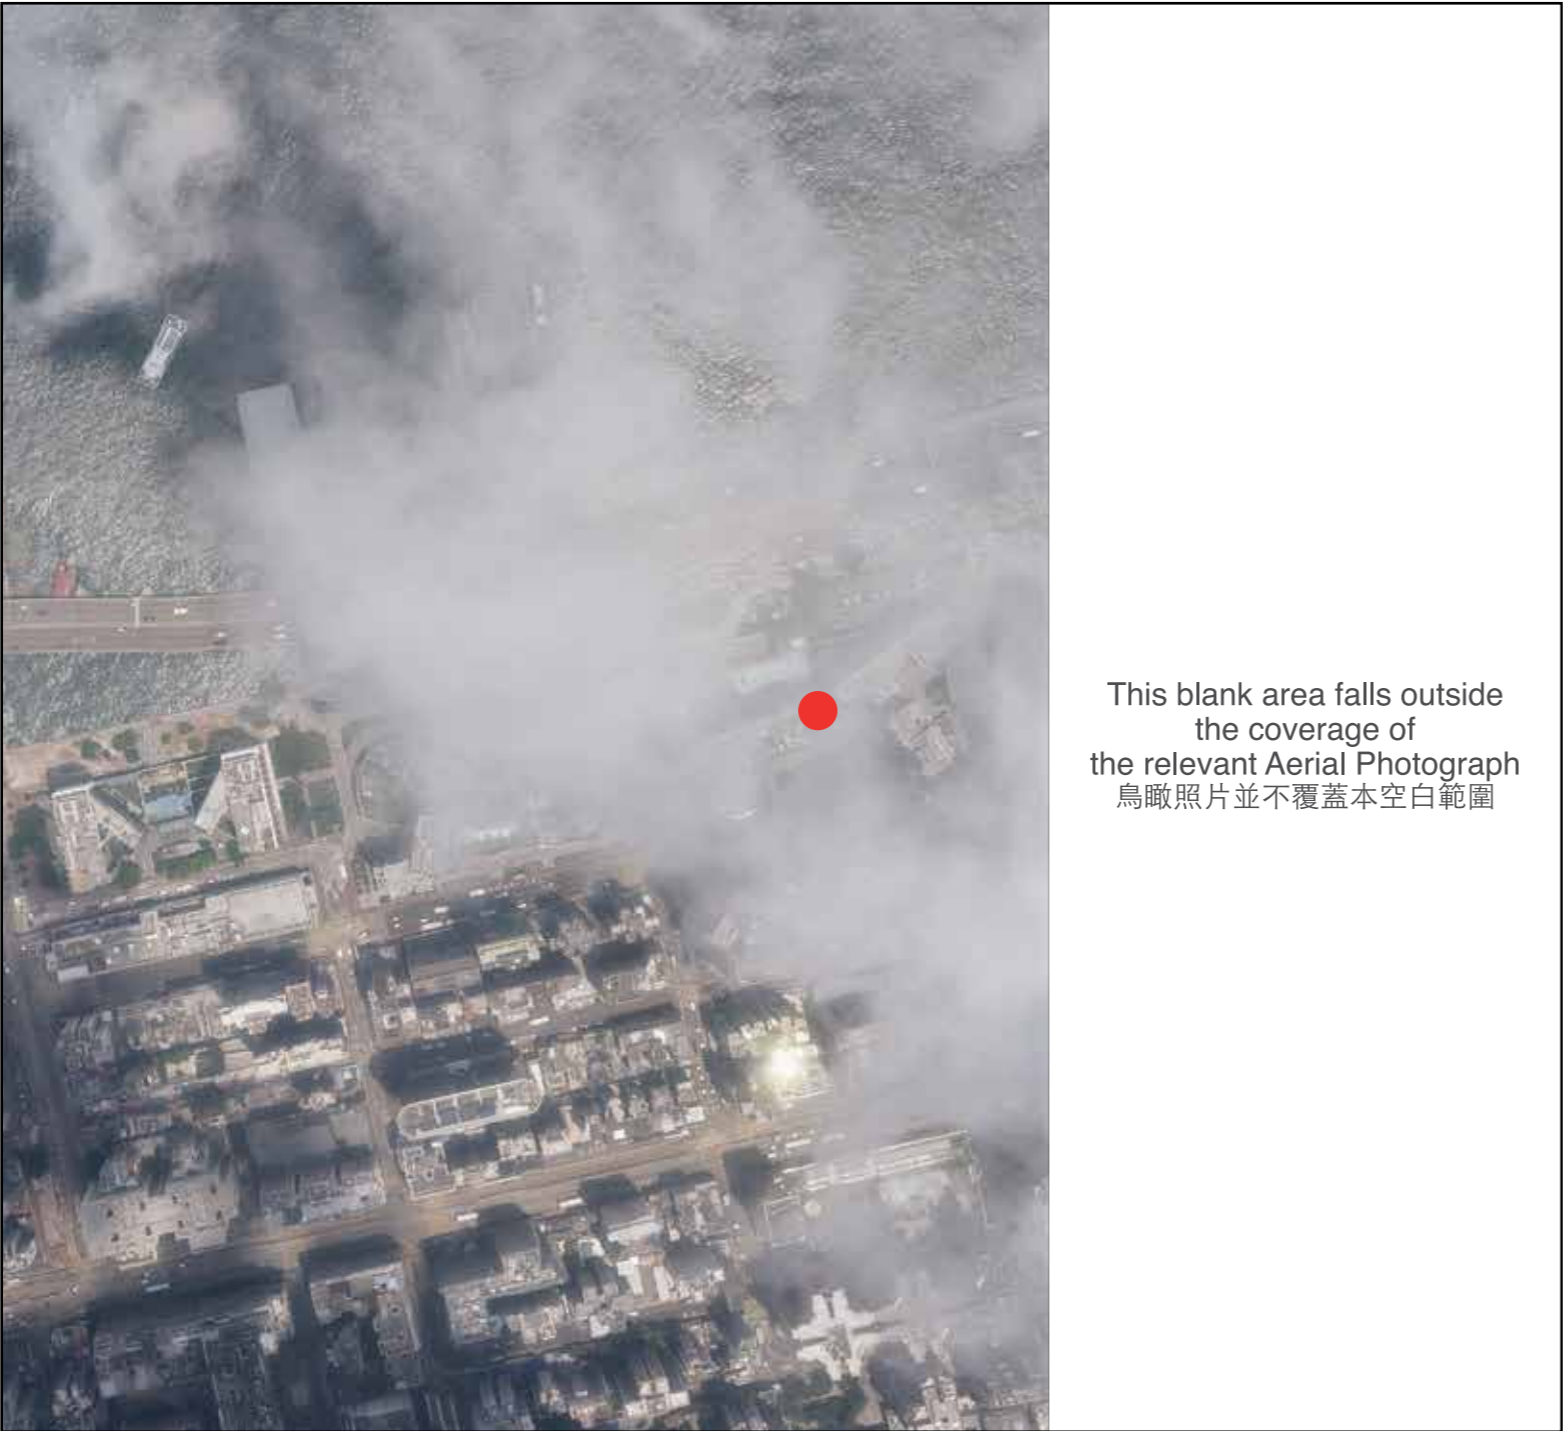 This blank area falls outside
the coverage of
the relevant Aerial Photograph
鳥瞰照片並不覆蓋本空白範圍